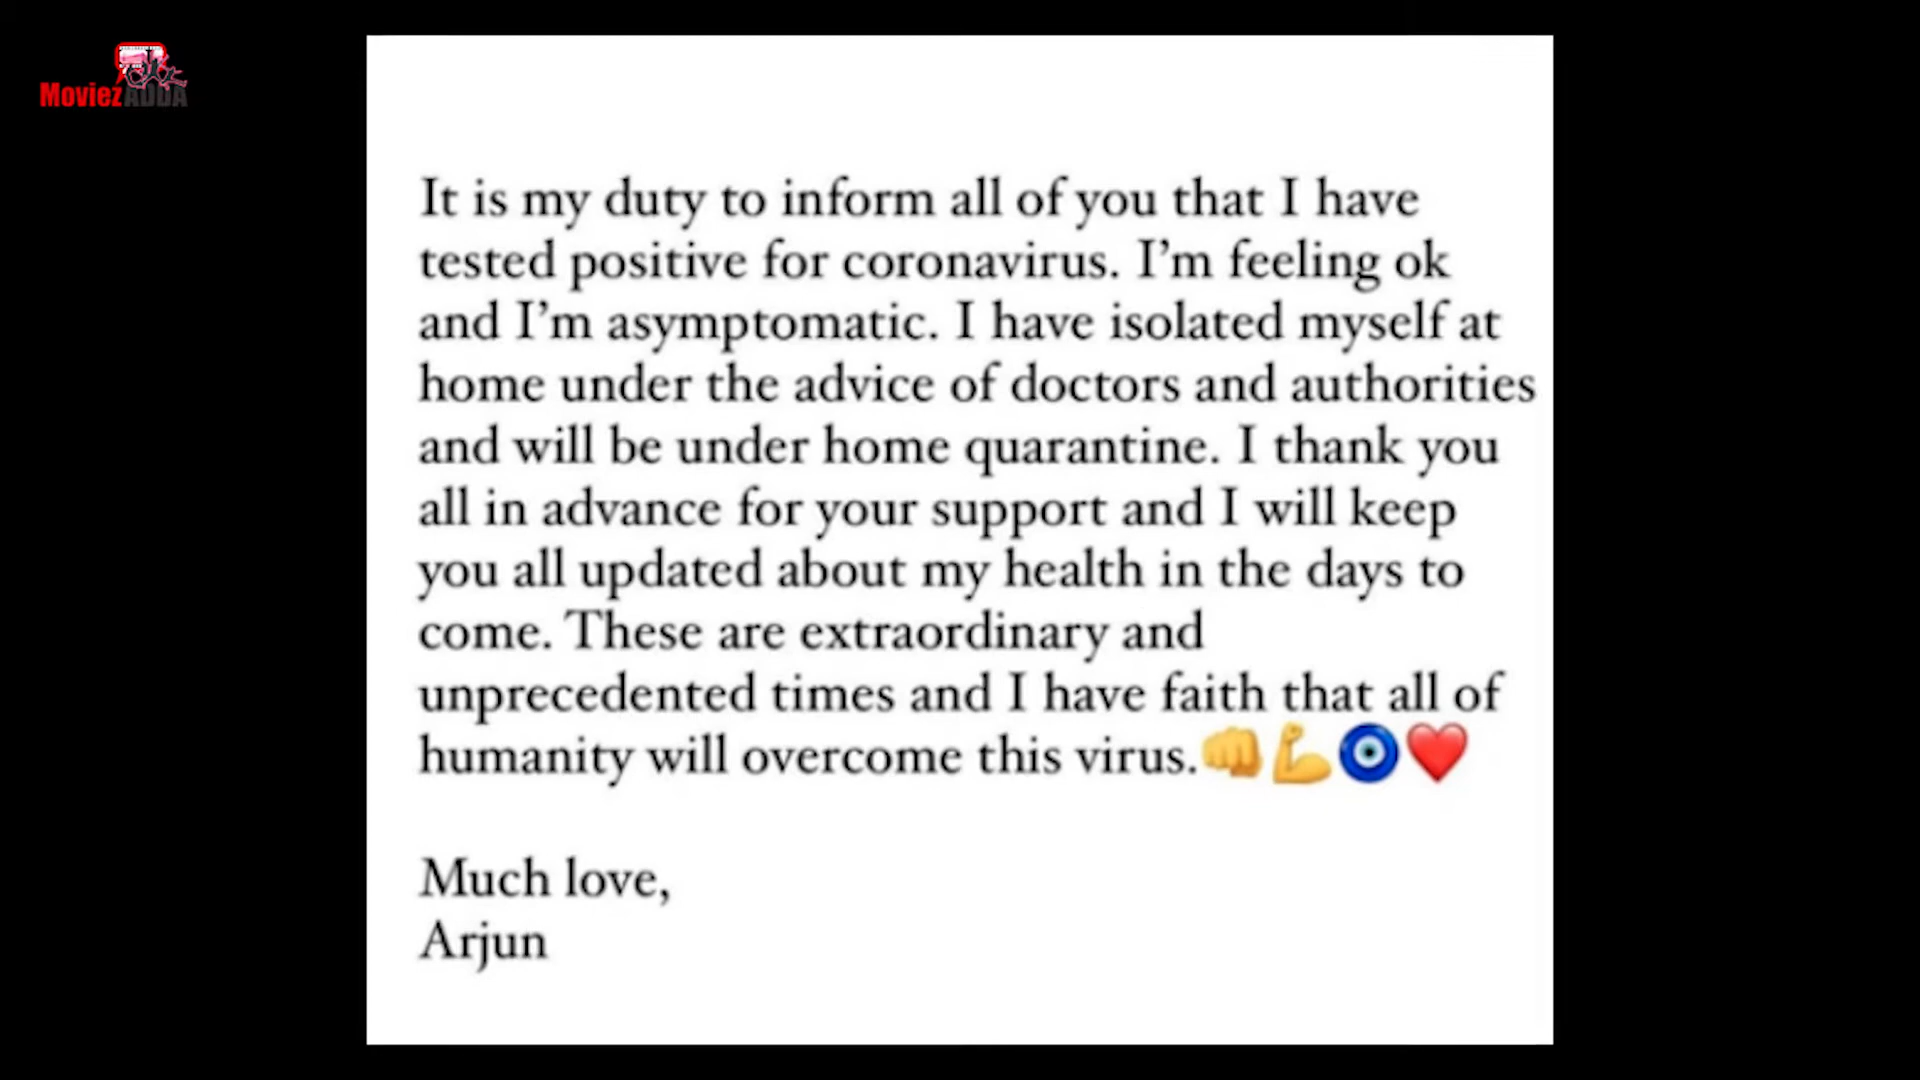 MoviezADDA
It is my duty to inform all of you that I have
tested positive for coronavirus. I’m feeling ok
and I’m asymptomatic. I have isolated myself at
home under the advice of doctors and authorities
and will be under home quarantine. I thank you
all in advance for your support and I will keep
you all updated about my health in the days to
come. These are extraordinary and
unprecedented times and I have faith that all of
humanity will overcome this virus.👊💪🧿❤️
Much love,
Arjun